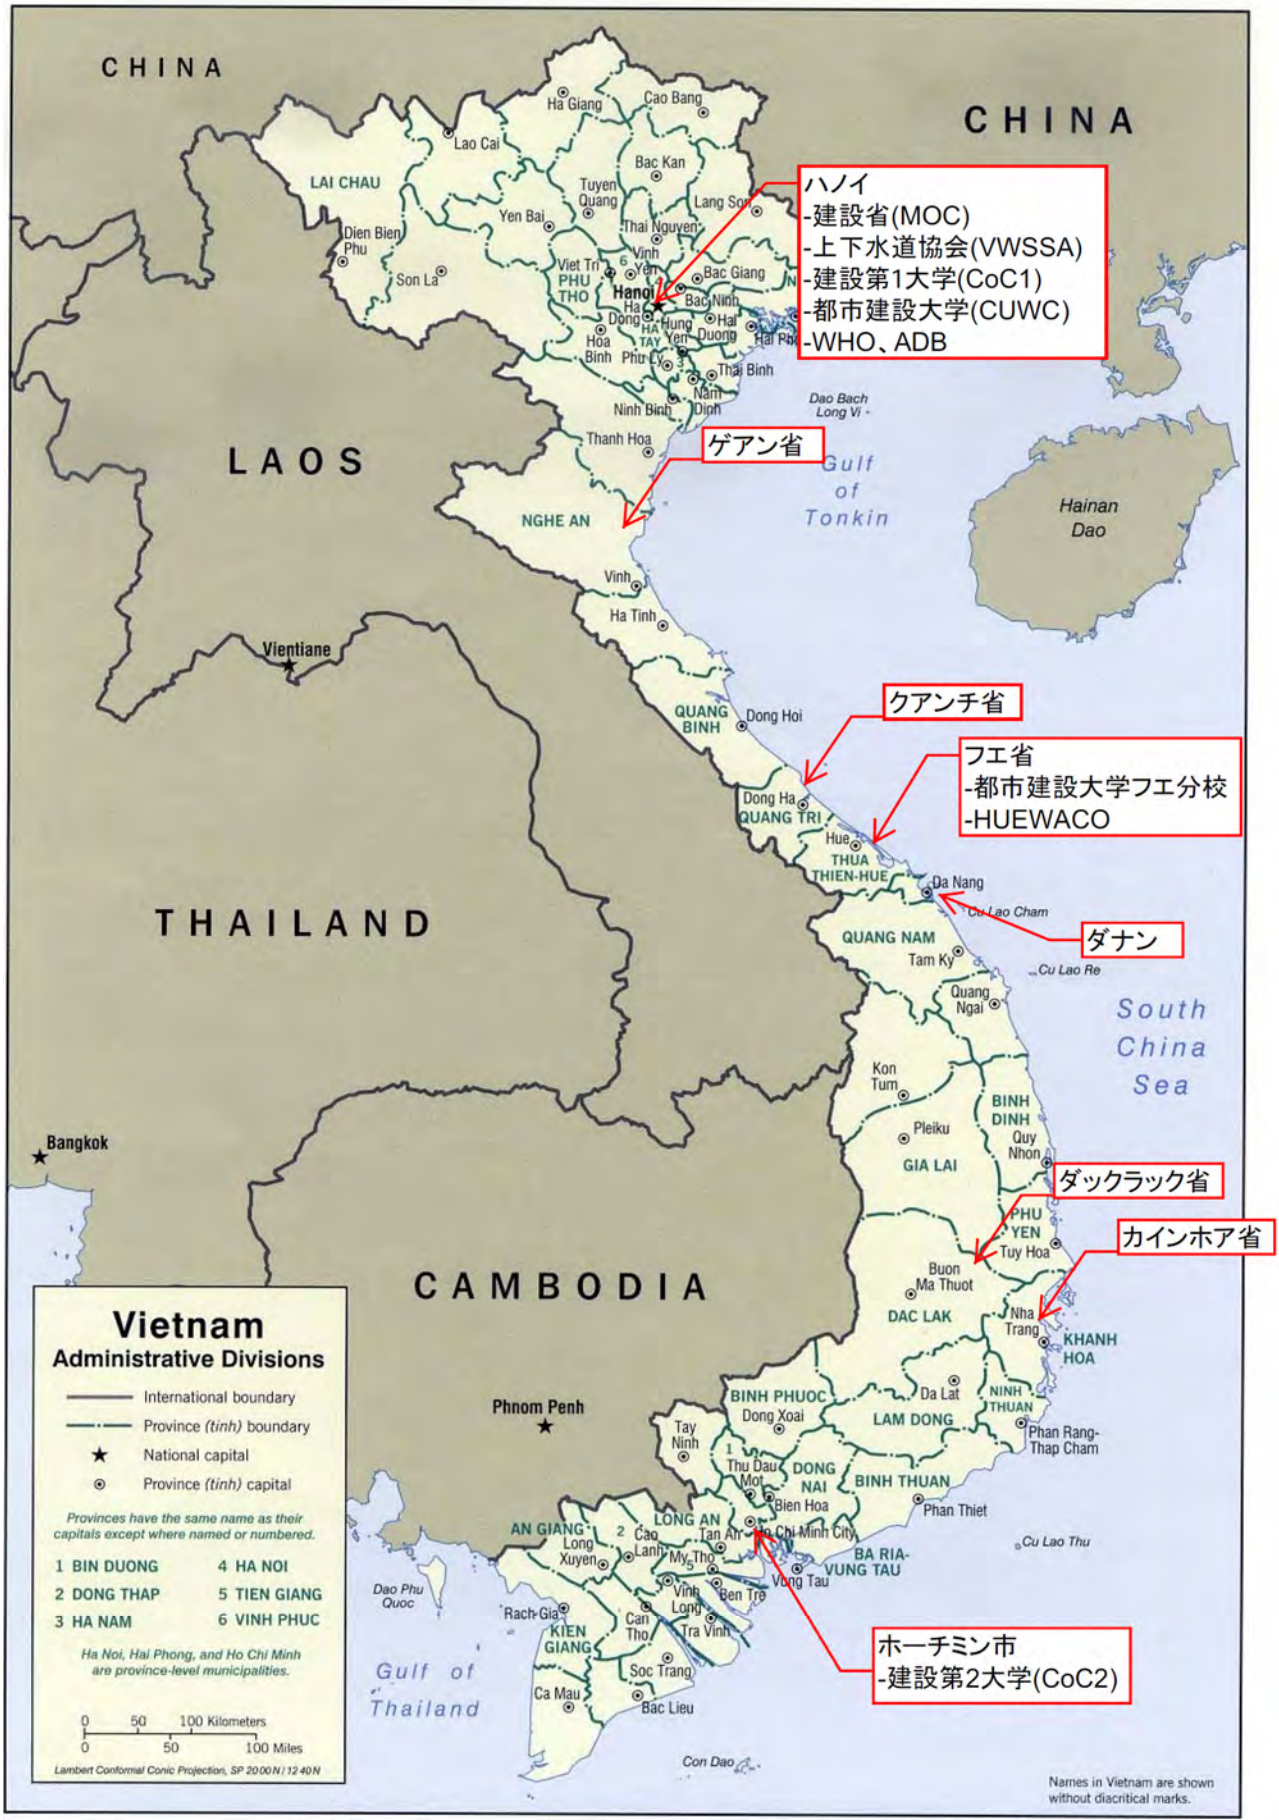 CHINA
CHINA
Ha Giang
Cao Bang
Lao Cai
LAI CHAU
Bac Kan
Tuyen
Quang
Lang Son
Yen Bai
Thai Nguyen
Dien Bien
Phu
Son La
Viet Tri
PHU
THO
6
Vinh
Yen
Bac Giang
Hanoi
Bac Ninh
Ha
Dong
HA
TAY
Hung
Yen
Hai
Duong
Hai Pho
Hoa
Binh
Phu Ly
3
Thai Binh
Nam
Dinh
Ninh Binh
Thanh Hoa
ハノイ
-建設省(MOC)
-上下水道協会(VWSSA)
-建設第1大学(CoC1)
-都市建設大学(CUWC)
-WHO、ADB
Dao Bach
Long Vi
ゲアン省
LAOS
Gulf
of
Tonkin
Hainan
Dao
NGHE AN
Vinh
Ha Tinh
Vientiane
QUANG
BINH
Dong Hoi
クアンチ省
フエ省
-都市建設大学フエ分校
-HUEWACO
Dong Ha
QUANG TRI
Hue
THUA
THIEN-HUE
Da Nang
Cu Lao Cham
ダナン
THAILAND
QUANG NAM
Tam Ky
Cu Lao Re
Quang
Ngai
South
China
Sea
Kon
Tum
BINH
DINH
Pleiku
Quy
Nhon
GIA LAI
Bangkok
ダックラック省
PHU
YEN
Tuy Hoa
カインホア省
CAMBODIA
Buon
Ma Thuot
DAC LAK
Nha
Trang
KHANH
HOA
Da Lat
NINH
THUAN
BINH PHUOC
Dong Xoai
LAM DONG
Phan Rang-
Thap Cham
Phnom Penh
Tay
Ninh
1
Thu Dau
Mot
DONG
NAI
BINH THUAN
Bien Hoa
Phan Thiet
LONG AN
Tan An
Chi Minh City
AN GIANG
2
Cao
Lanh
Long
Xuyen
My Tho
5
BA RIA-
VUNG TAU
Vung Tau
Cu Lao Thu
Dao Phu
Quoc
Vinh
Long
Ben Tre
Rach Gia
Can
Tho
Tra Vinh
KIEN
GIANG
Soc Trang
Ca Mau
Bac Lieu
Gulf of
Thailand
ホーチミン市
-建設第2大学(CoC2)
Con Dao
Vietnam
Administrative Divisions
International boundary
Province (tinh) boundary
National capital
Province (tinh) capital
Provinces have the same name as their
capitals except where named or numbered.
1 BIN DUONG
2 DONG THAP
3 HA NAM
4 HA NOI
5 TIEN GIANG
6 VINH PHUC
Ha Noi, Hai Phong, and Ho Chi Minh
are province-level municipalities.
0 50 100 Kilometers
0 50 100 Miles
Lambert Conformal Conic Projection, SP 20 00 N / 12 40 N
Names in Vietnam are shown
without diacritical marks.